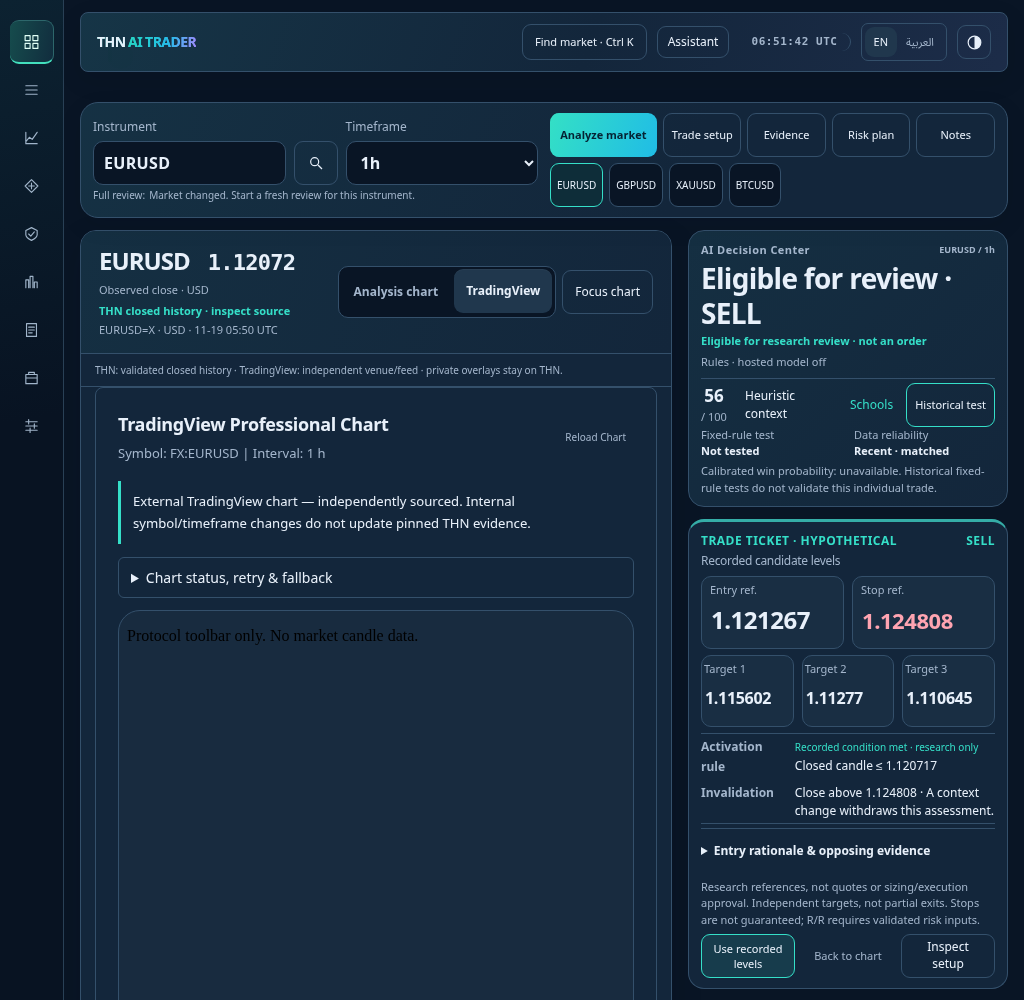 THN AI TRADER
Find market · Ctrl K
Assistant
06:51:42 UTC
EN
العربية
Instrument
EURUSD
Timeframe
1h
Full review: Market changed. Start a fresh review for this instrument.
Analyze market
Trade setup
Evidence
Risk plan
Notes
EURUSD
GBPUSD
XAUUSD
BTCUSD
EURUSD 1.12072
Observed close · USD
THN closed history · inspect source
EURUSD=X · USD · 11-19 05:50 UTC
Analysis chart
TradingView
Focus chart
THN: validated closed history · TradingView: independent venue/feed · private overlays stay on THN.
TradingView Professional Chart
Symbol: FX:EURUSD | Interval: 1 h
Reload Chart
External TradingView chart — independently sourced. Internal
symbol/timeframe changes do not update pinned THN evidence.
Chart status, retry & fallback
Protocol toolbar only. No market candle data.
AI Decision Center
EURUSD / 1h
Eligible for review ·
SELL
Eligible for research review · not an order
Rules · hosted model off
56
/ 100
Heuristic
context
Schools
Historical test
Fixed-rule test
Not tested
Data reliability
Recent · matched
Calibrated win probability: unavailable. Historical fixed-
rule tests do not validate this individual trade.
TRADE TICKET · HYPOTHETICAL
SELL
Recorded candidate levels
Entry ref.
1.121267
Stop ref.
1.124808
Target 1
1.115602
Target 2
1.11277
Target 3
1.110645
Activation
rule
Recorded condition met · research only
Closed candle ≤ 1.120717
Invalidation
Close above 1.124808 · A context
change withdraws this assessment.
Entry rationale & opposing evidence
Research references, not quotes or sizing/execution
approval. Independent targets, not partial exits. Stops
are not guaranteed; R/R requires validated risk inputs.
Use recorded
levels
Back to chart
Inspect
setup